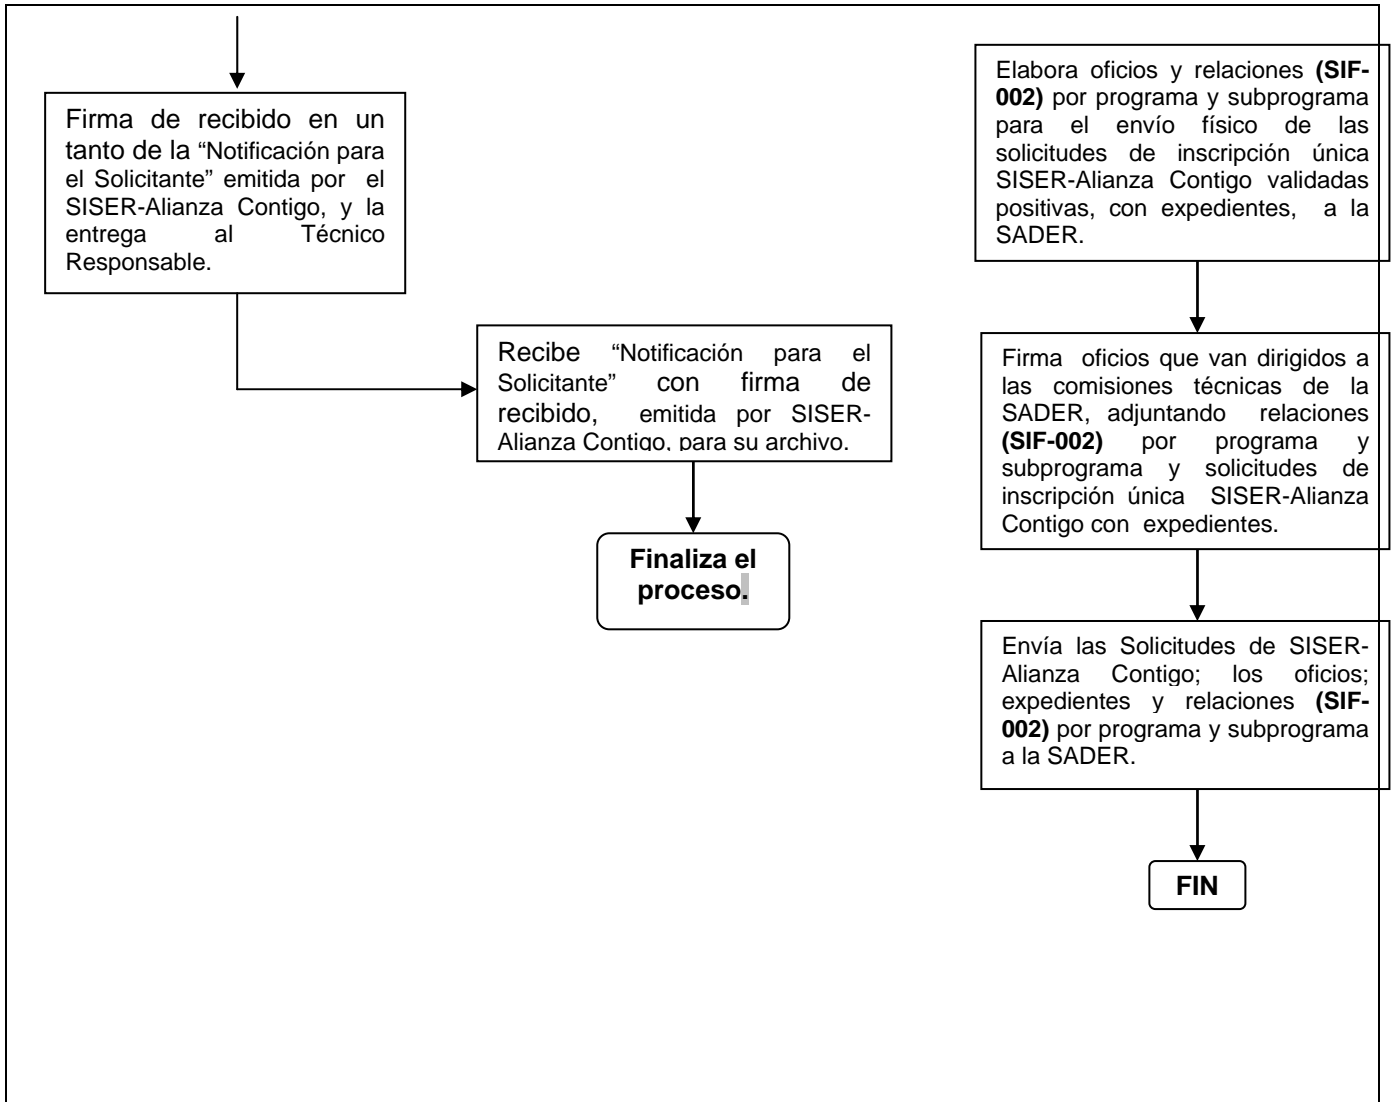 Firma de recibido en un
tanto de la “Notificación para
el Solicitante” emitida por el
SISER-Alianza Contigo, y la
entrega al Técnico
Responsable.
Recibe “Notificación para el
Solicitante” con firma de
recibido, emitida por SISER-
Alianza Contigo, para su archivo.
Finaliza el
proceso.
Elabora oficios y relaciones (SIF-
002) por programa y subprograma
para el envío físico de las
solicitudes de inscripción única
SISER-Alianza Contigo validadas
positivas, con expedientes, a la
SADER.
Firma oficios que van dirigidos a
las comisiones técnicas de la
SADER, adjuntando relaciones
(SIF-002) por programa y
subprograma y solicitudes de
inscripción única SISER-Alianza
Contigo con expedientes.
Envía las Solicitudes de SISER-
Alianza Contigo; los oficios;
expedientes y relaciones (SIF-
002) por programa y subprograma
a la SADER.
FIN